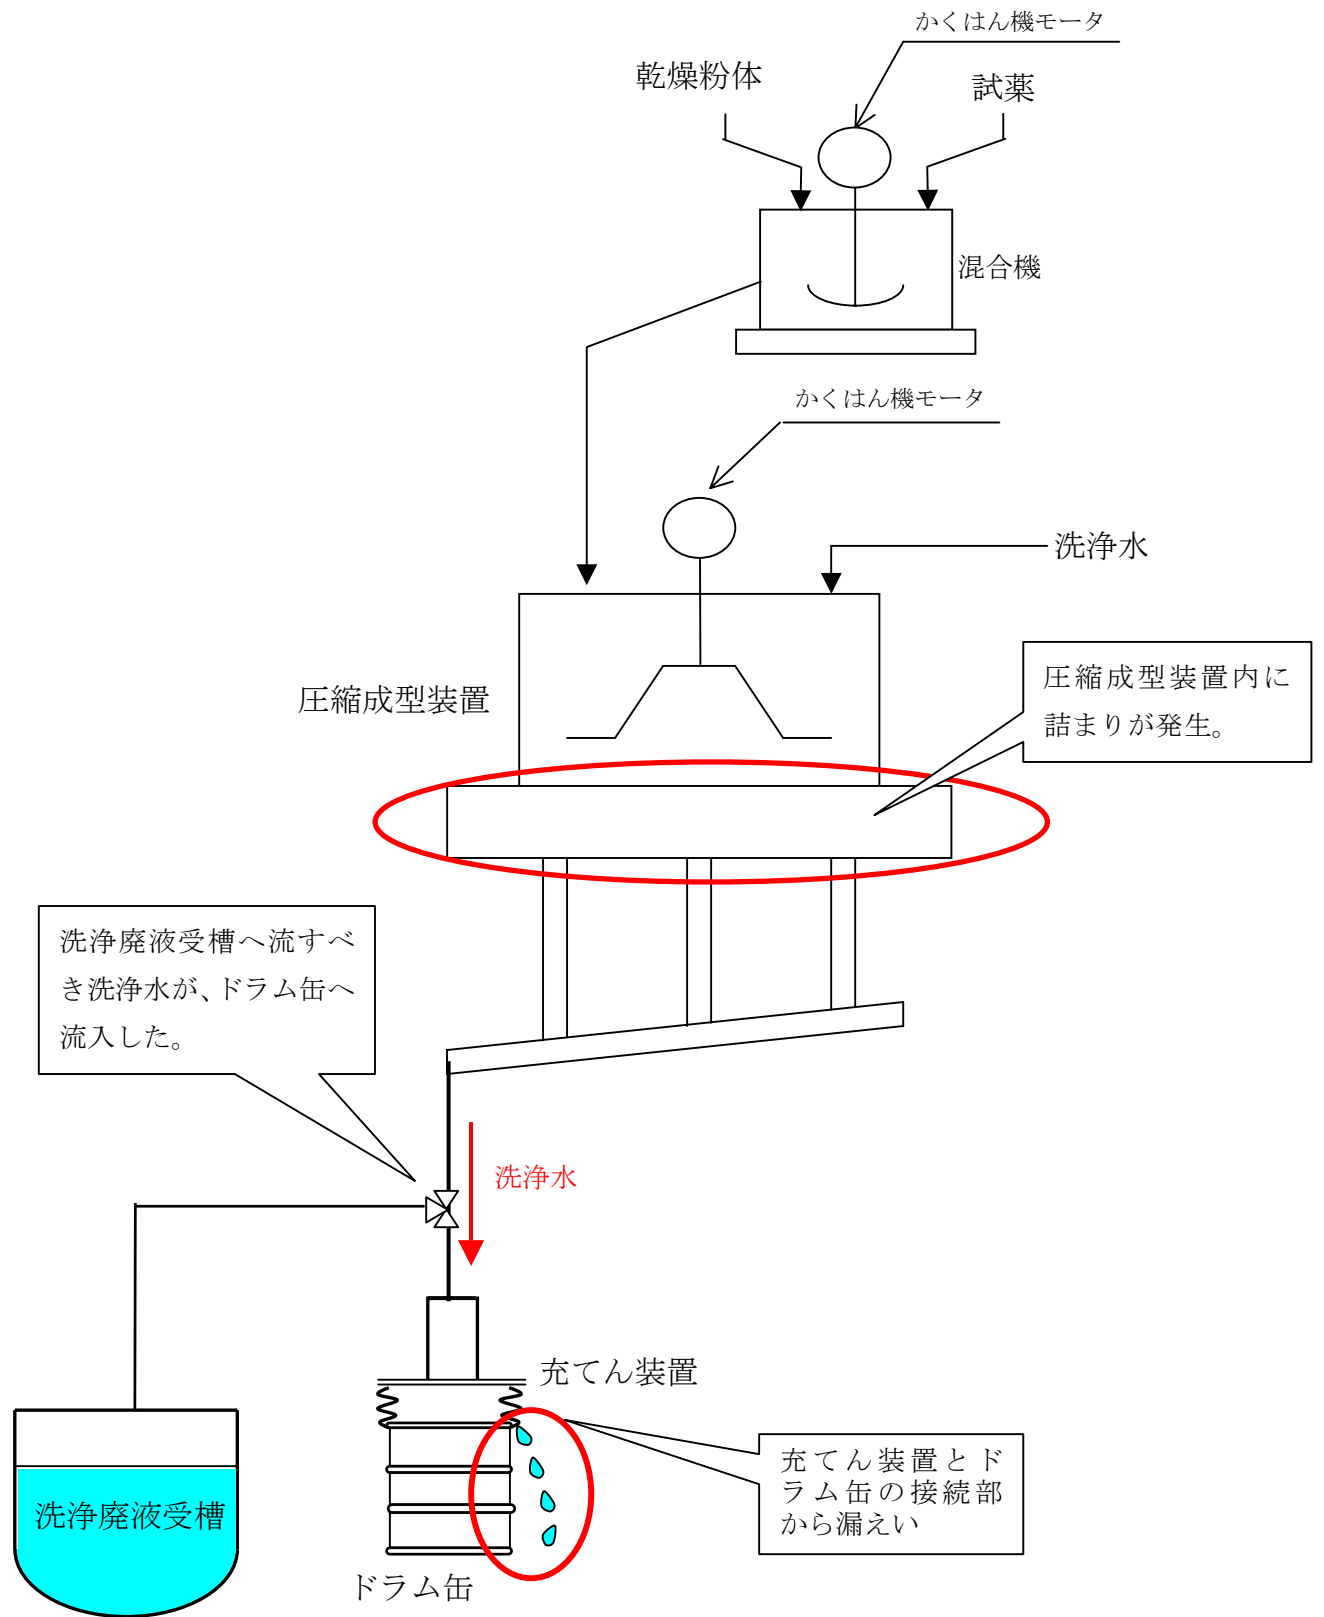 かくはん機モータ
乾燥粉体
試薬
混合機
かくはん機モータ
洗浄水
圧縮成型装置内に
詰まりが発生。
圧縮成型装置
洗浄廃液受槽へ流すべ
き洗浄水が、ドラム缶へ
流入した。
洗浄水
充てん装置
充てん装置とド
ラム缶の接続部
から漏えい
洗浄廃液受槽
ドラム缶